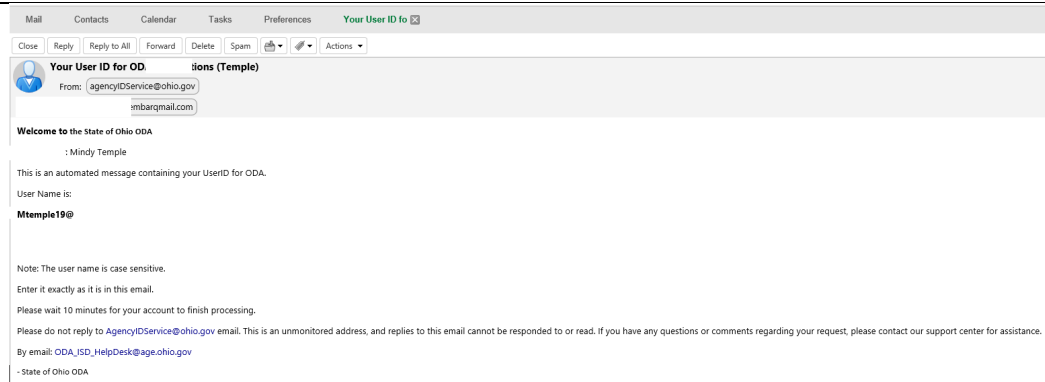 Mail Contacts Calendar Tasks Preferences Your User ID fo
Close Reply Reply to All Forward Delete Spam Actions
Your User ID for OD tions (Temple)
From: agencyIDService@ohio.gov
embarqmail.com
Welcome to the State of Ohio ODA
: Mindy Temple
This is an automated message containing your UserID for ODA.
User Name is:
Mtemple19@
Note: The user name is case sensitive.
Enter it exactly as it is in this email.
Please wait 10 minutes for your account to finish processing.
Please do not reply to AgencyIDService@ohio.gov email. This is an unmonitored address, and replies to this email cannot be responded to or read. If you have any questions or comments regarding your request, please contact our support center for assistance.
By email: ODA_ISD_HelpDesk@age.ohio.gov
- State of Ohio ODA